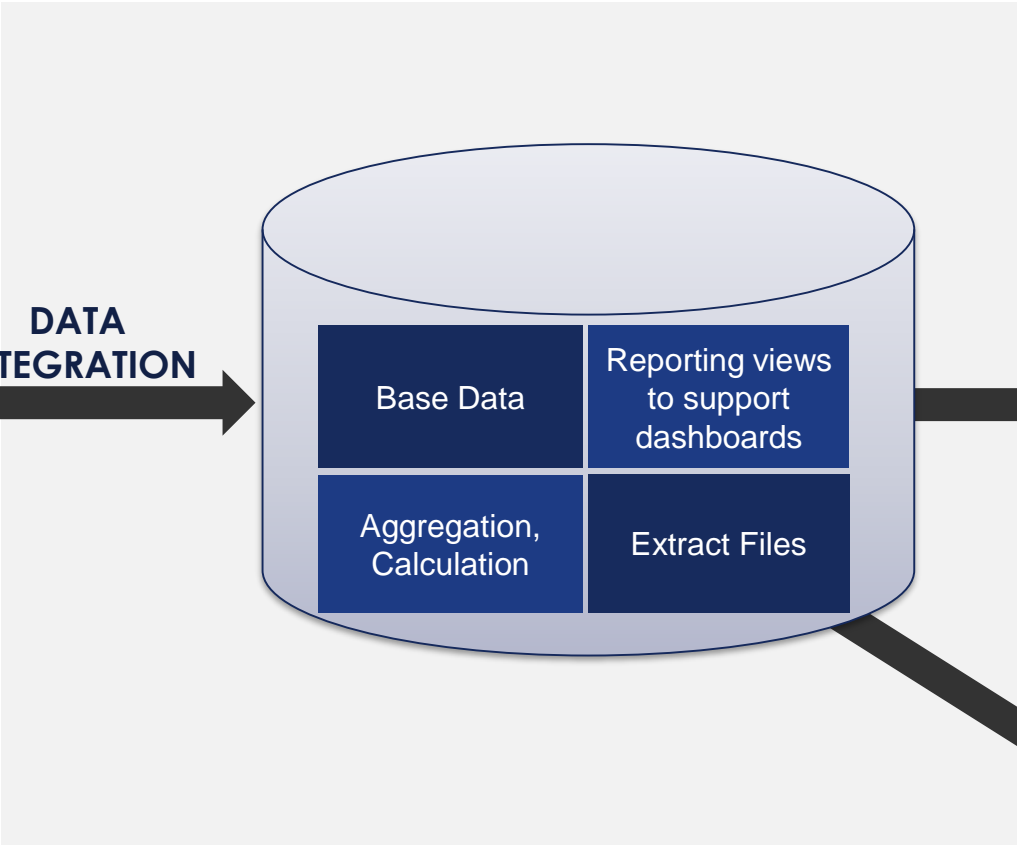 DATA
TEGRATION
Base Data
Reporting views
to support
dashboards
Aggregation,
Calculation
Extract Files